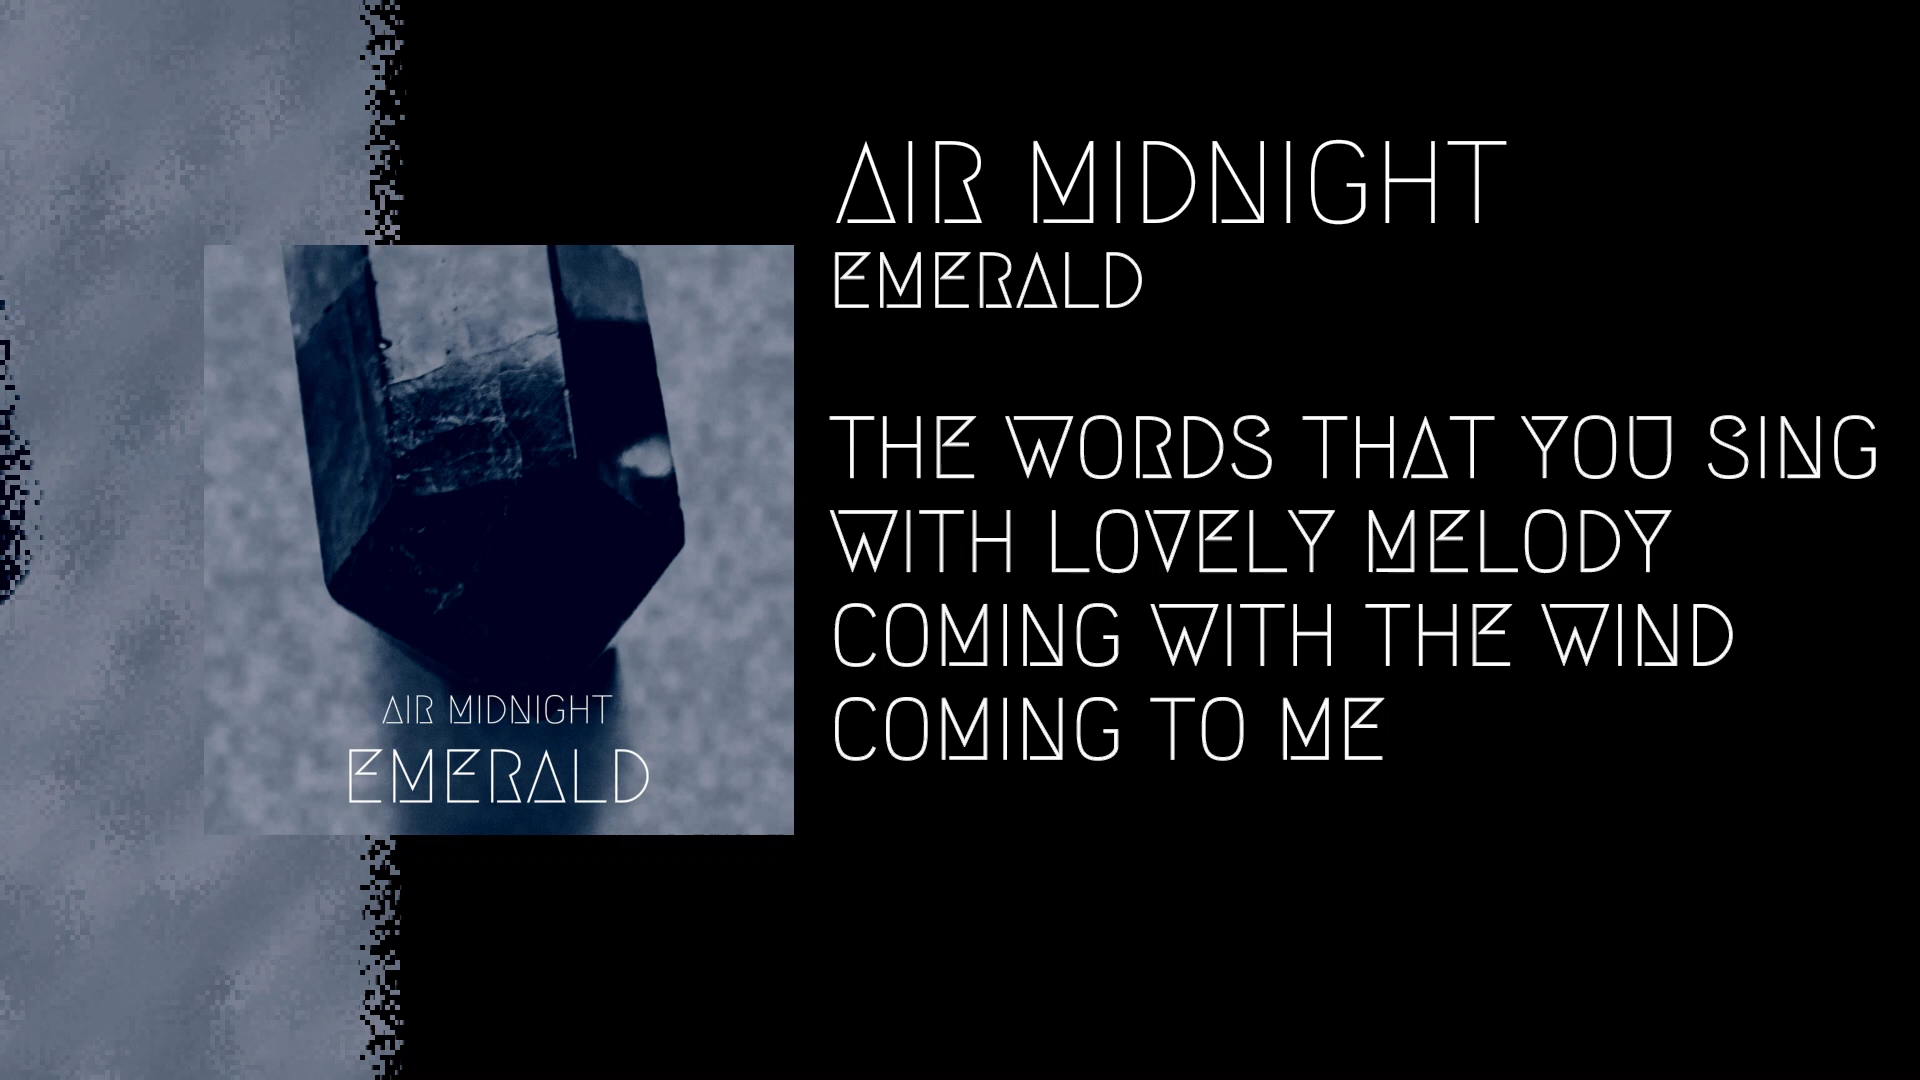 AIR MIDNIGHT
EMERALD
THE WORDS THAT YOU SING
WITH LOVELY MELODY
COMING WITH THE WIND
COMING TO ME
AIR MIDNIGHT
EMERALD